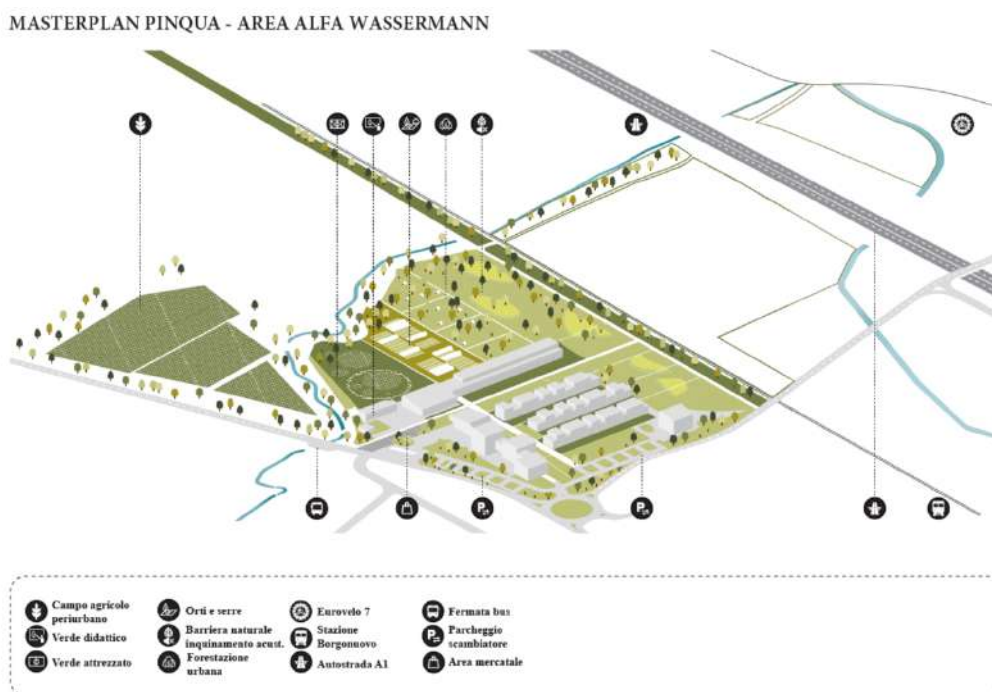 MASTERPLAN PINQUA - AREA ALFA WASSERMANN
P
P
Campo agricolo
periurbano
Verde didattico
Verde attrezzato
Orti e serre
Barriera naturale
inquinamento acust.
Forestazione
urbana
Eurovelo 7
Stazione
Borgonuovo
Autostrada A1
Fermata bus
P
Parcheggio
scambiatore
Area mercatale